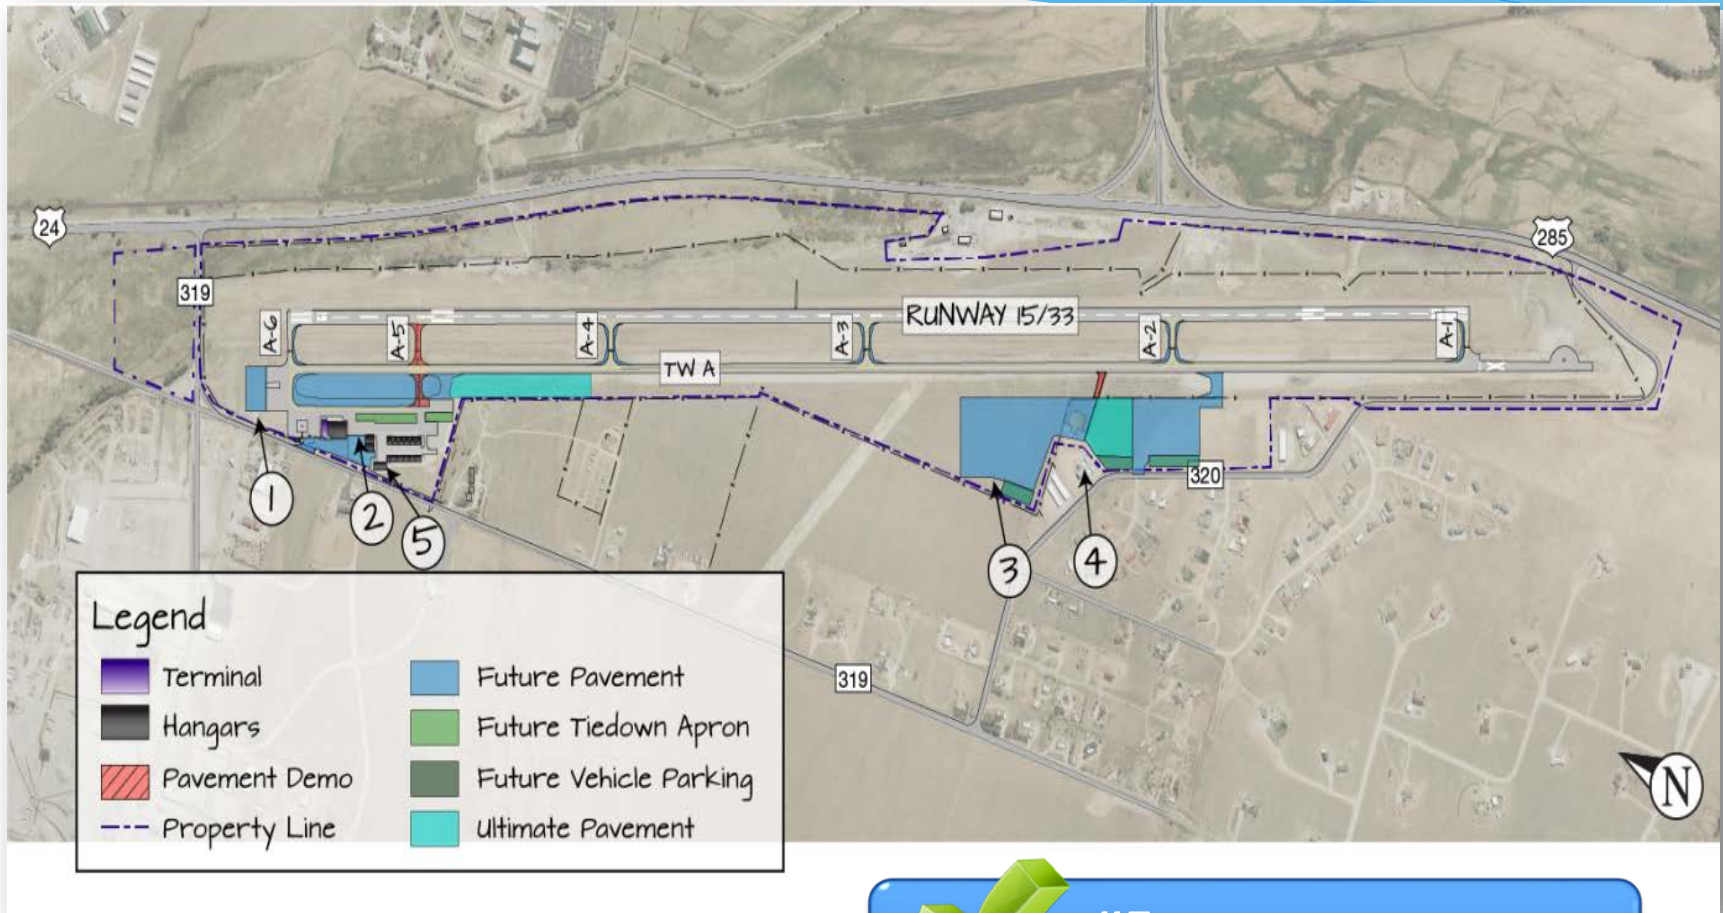 24
285
319
A-6
A-5
A-4
A-3
RUNWAY 15/33
A-2
A-1
TW A
320
1
2
5
3
4
319
N
Legend
Terminal
Hangars
Pavement Demo
Property Line
Future Pavement
Future Tiedown Apron
Future Vehicle Parking
Ultimate Pavement